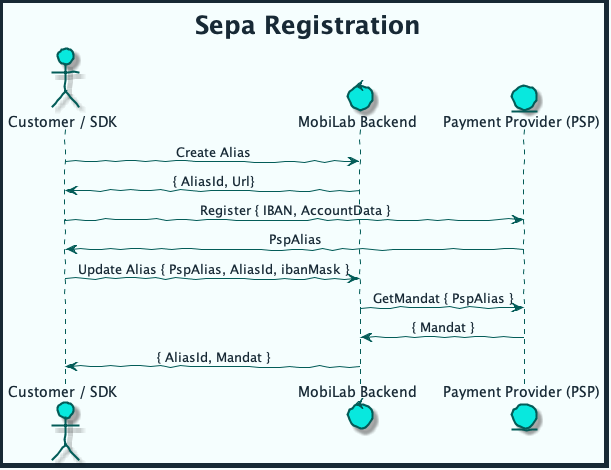 Sepa Registration
Customer / SDK
MobiLab Backend
Payment Provider (PSP)
Create Alias
{ AliasId, Url}
Register { IBAN, AccountData }
PspAlias
Update Alias { PspAlias, AliasId, ibanMask }
GetMandat { PspAlias }
{ Mandat }
{ AliasId, Mandat }
Customer / SDK
MobiLab Backend
Payment Provider (PSP)